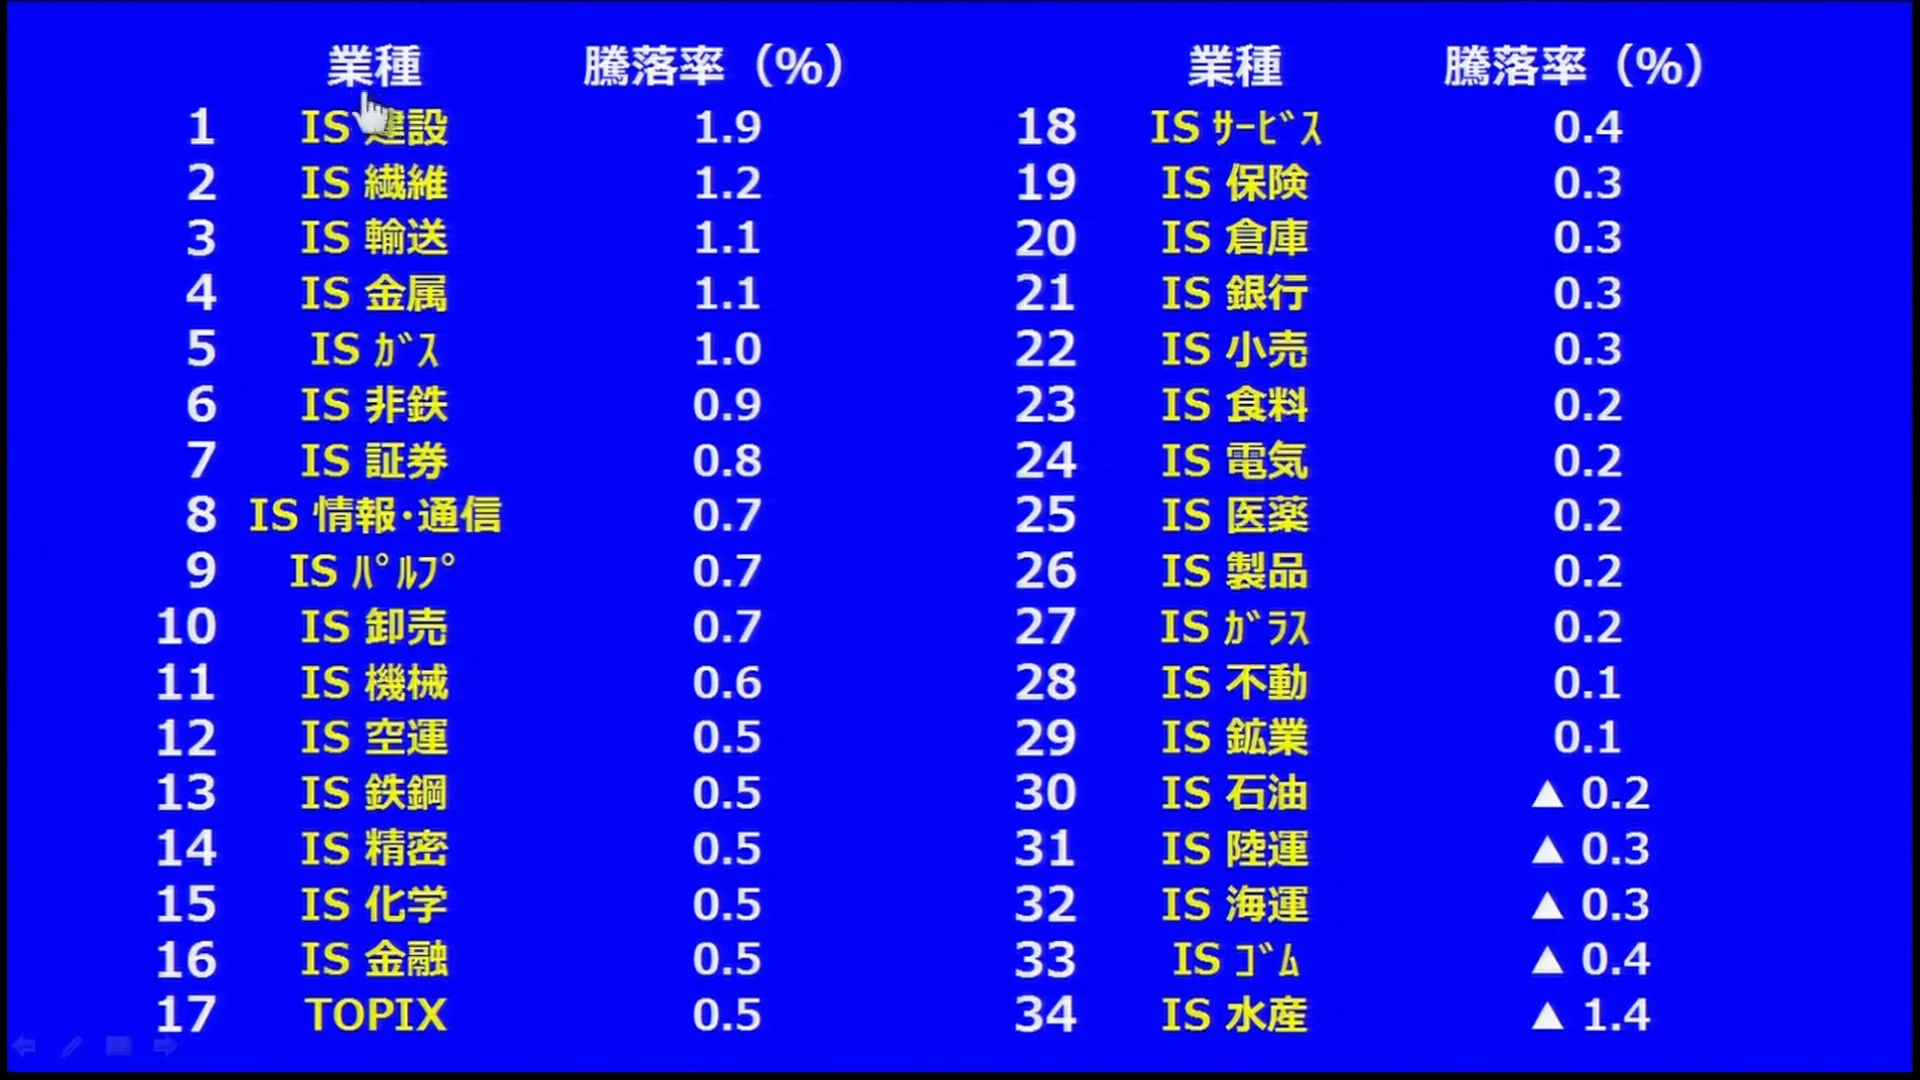 業種 騰落率（%） 業種 騰落率（%）
1 IS 建設 1.9 18 IS ｻｰﾋﾞｽ 0.4
2 IS 繊維 1.2 19 IS 保険 0.3
3 IS 輸送 1.1 20 IS 倉庫 0.3
4 IS 金属 1.1 21 IS 銀行 0.3
5 IS ｶﾞｽ 1.0 22 IS 小売 0.3
6 IS 非鉄 0.9 23 IS 食料 0.2
7 IS 証券 0.8 24 IS 電気 0.2
8 IS 情報･通信 0.7 25 IS 医薬 0.2
9 IS ﾊﾟﾙﾌﾟ 0.7 26 IS 製品 0.2
10 IS 卸売 0.7 27 IS ｶﾞﾗｽ 0.2
11 IS 機械 0.6 28 IS 不動 0.1
12 IS 空運 0.5 29 IS 鉱業 0.1
13 IS 鉄鋼 0.5 30 IS 石油 ▲ 0.2
14 IS 精密 0.5 31 IS 陸運 ▲ 0.3
15 IS 化学 0.5 32 IS 海運 ▲ 0.3
16 IS 金融 0.5 33 IS ｺﾞﾑ ▲ 0.4
17 TOPIX 0.5 34 IS 水産 ▲ 1.4